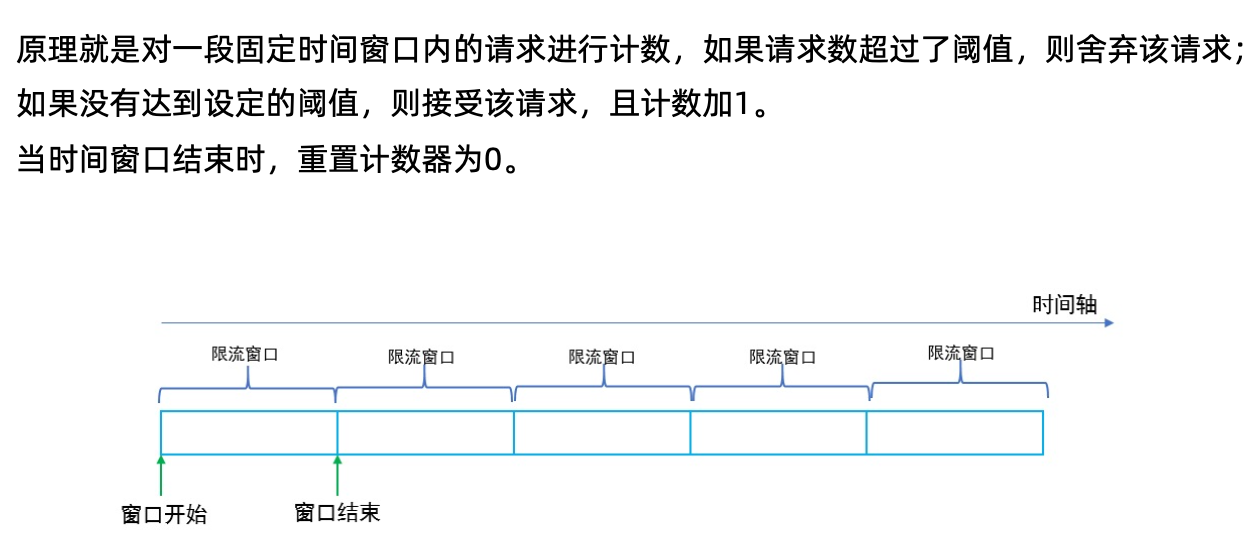 原理就是对一段固定时间窗口内的请求进行计数，如果请求数超过了阈值，则舍弃该请求；
如果没有达到设定的阈值，则接受该请求，且计数加1。
当时间窗口结束时，重置计数器为0。
时间轴
限流窗口
限流窗口
限流窗口
限流窗口
限流窗口
窗口开始
窗口结束